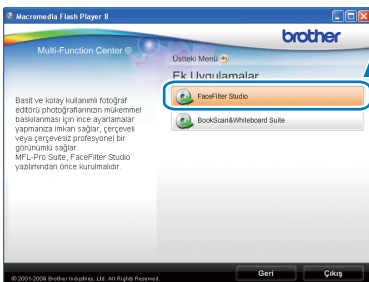 Macromedia Flash Player 8
brother
Multi-Function Center ®
Üstteki Menü
Ek Uygulamalar
FaceFilter Studio
BookScan&Whiteboard Suite
Basit ve kolay kullanımlı fotoğraf
editörü photoğraflarınızın mükemmel
baskılanması için ince ayarlamalar
yapmanıza imkan sağlar, çerçeveli
veya çerçevesiz profesyonel bir
görünümlü sağlar.
MFL-Pro Suite, FaceFilter Studio
yazılımından önce kurulmalıdır.
© 2001-2009 Brother Industries, Ltd. All Rights Reserved.
Geri
Çıkış